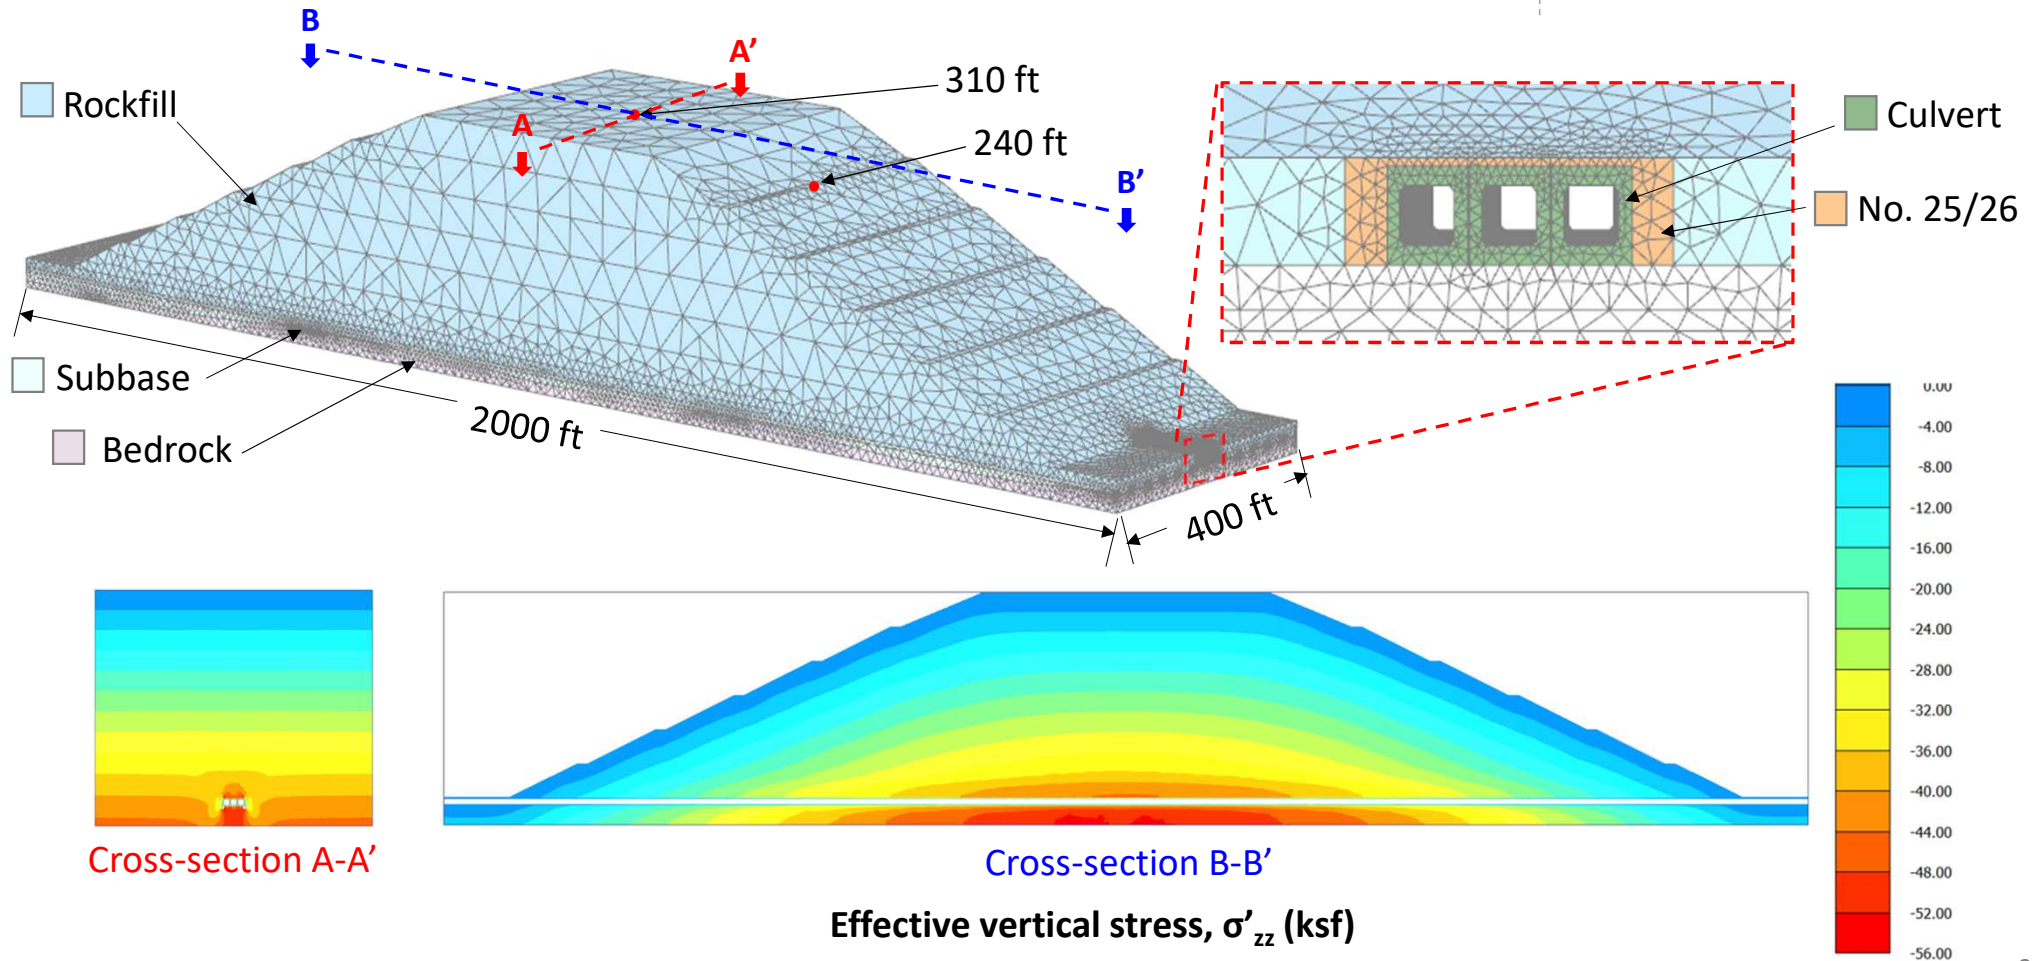 B
A’
310 ft
Rockfill
A
240 ft
Culvert
B’
No. 25/26
Subbase
2000 ft
Bedrock
400 ft
0.00
-4.00
-8.00
-12.00
-16.00
-20.00
-24.00
-28.00
-32.00
-36.00
-40.00
-44.00
-48.00
-52.00
-56.00
Cross-section A-A’
Cross-section B-B’
Effective vertical stress, σ’zz (ksf)